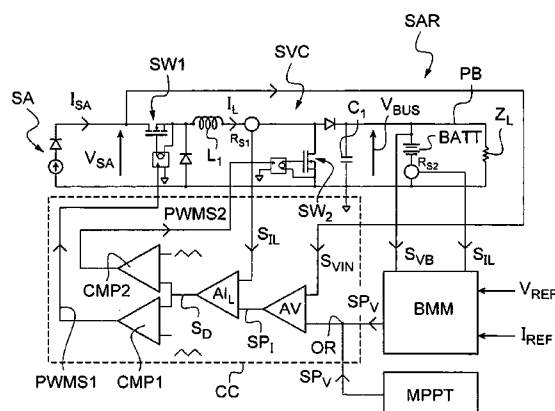 SAR
SVC
SW1
PB
SA
I_SA
I_L
V_BUS
C_1
Z_L
BATT
R_S1
R_S2
V_SA
L_1
PWMS2
SW_2
S_IL
S_VIN
S_VB
S_IL
CMP2
AI_L
AV
BMM
V_REF
I_REF
S_D
SP_I
SP_V
OR
CMP1
PWMS1
CC
SP_V
MPPT